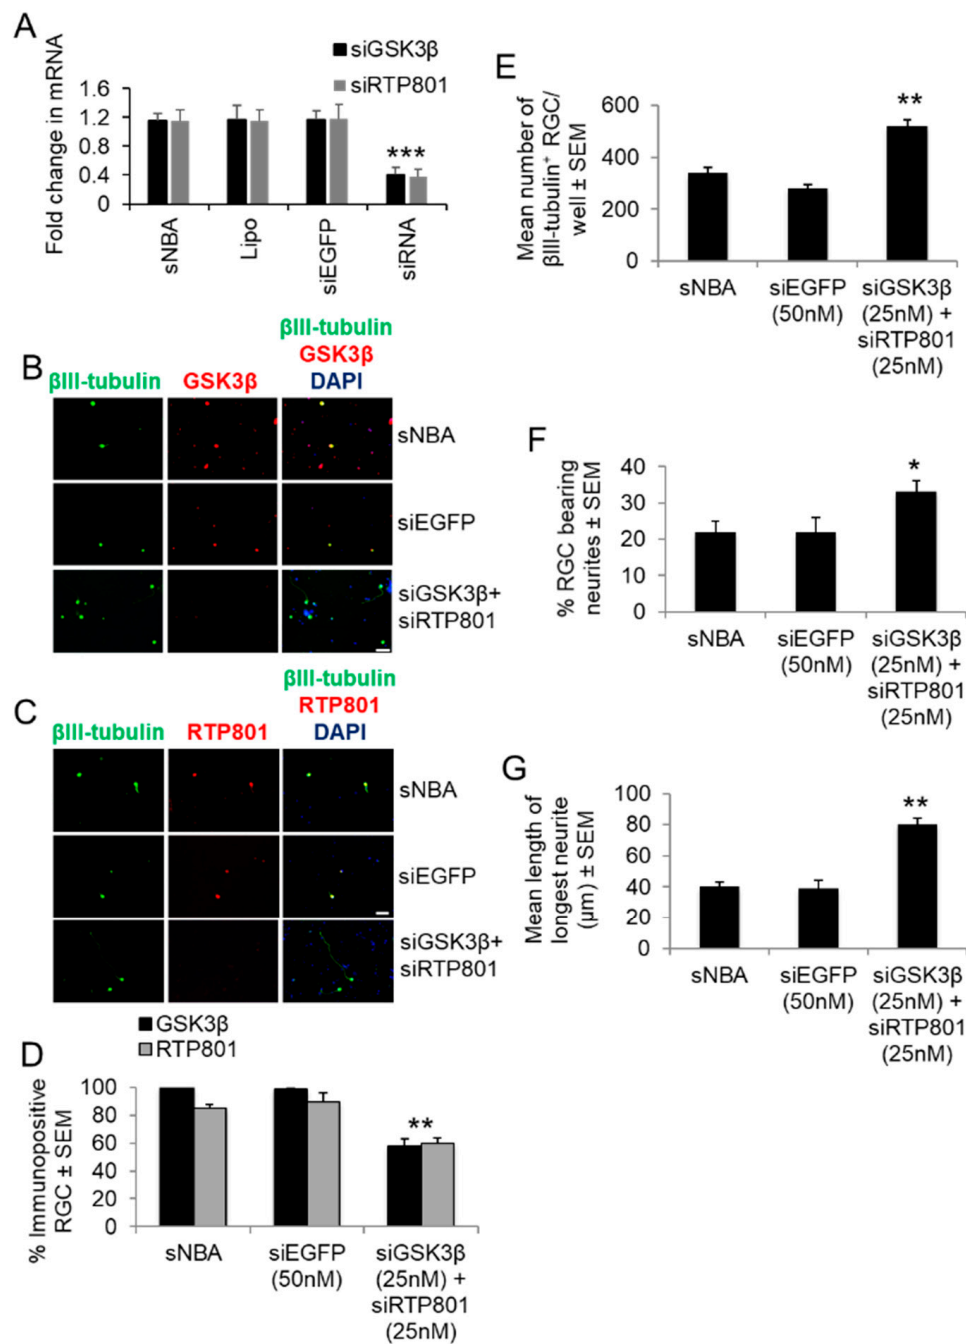 A
Fold change in mRNA
siGSK3β
siRTP801
1.6
1.2
0.8
0.4
0
***
sNBA
Lipo
siEGFP
siRNA
B
βIII-tubulin
GSK3β
βIII-tubulin
GSK3β
DAPI
sNBA
siEGFP
siGSK3β+
siRTP801
C
βIII-tubulin
RTP801
βIII-tubulin
RTP801
DAPI
sNBA
siEGFP
siGSK3β+
siRTP801
D
GSK3β
RTP801
% Immunopositive
RGC ± SEM
100
80
60
40
20
0
**
sNBA
siEGFP
(50nM)
siGSK3β
(25nM) +
siRTP801
(25nM)
E
Mean number of
βIII-tubulin⁺ RGC/
well ± SEM
600
400
200
0
**
sNBA
siEGFP
(50nM)
siGSK3β
(25nM) +
siRTP801
(25nM)
F
% RGC bearing
neurites ± SEM
40
30
20
10
0
*
sNBA
siEGFP
(50nM)
siGSK3β
(25nM) +
siRTP801
(25nM)
G
Mean length of
longest neurite
(µm) ± SEM
100
80
60
40
20
0
**
sNBA
siEGFP
(50nM)
siGSK3β
(25nM) +
siRTP801
(25nM)